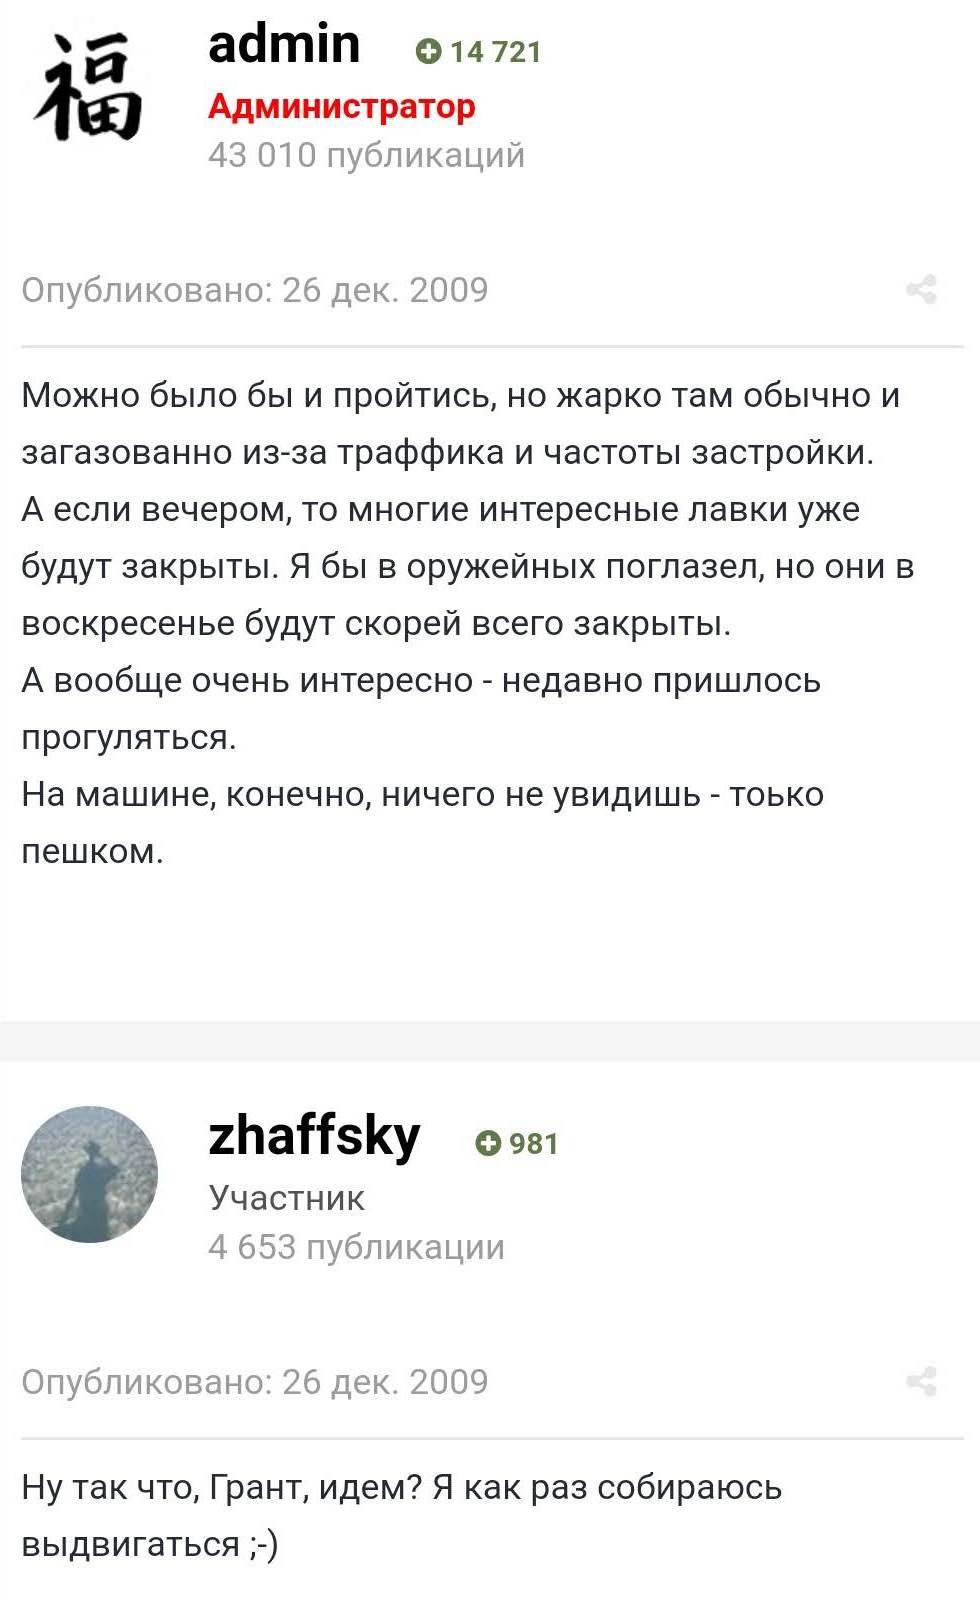 福
admin 14 721
Администратор
43 010 публикаций
Опубликовано: 26 дек. 2009
Можно было бы и пройтись, но жарко там обычно и
загазованно из-за траффика и частоты застройки.
А если вечером, то многие интересные лавки уже
будут закрыты. Я бы в оружейных поглазел, но они в
воскресенье будут скорей всего закрыты.
А вообще очень интересно - недавно пришлось
прогуляться.
На машине, конечно, ничего не увидишь - тоько
пешком.
zhaffsky 981
Участник
4 653 публикации
Опубликовано: 26 дек. 2009
Ну так что, Грант, идем? Я как раз собираюсь
выдвигаться ;-)